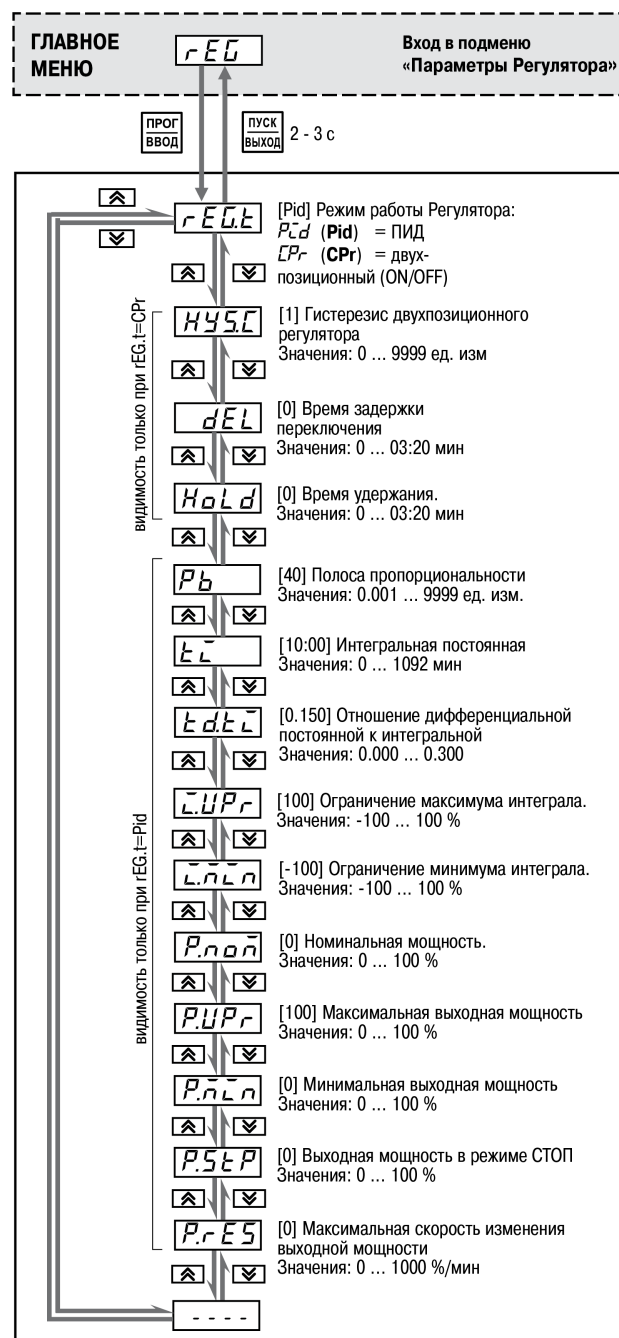 ГЛАВНОЕ
МЕНЮ
rEG
Вход в подменю
«Параметры Регулятора»
ПРОГ
ВВОД
ПУСК
ВЫХОД
2 - 3 с
rEG.t
[Pid] Режим работы Регулятора:
Pid (Pid) = ПИД
CPr (CPr) = двух-
позиционный (ON/OFF)
видимость только при rEG.t=CPr
HYS.C
[1] Гистерезис двухпозиционного
регулятора
Значения: 0 ... 9999 ед. изм
dEL
[0] Время задержки
переключения
Значения: 0 ... 03:20 мин
HoLd
[0] Время удержания.
Значения: 0 ... 03:20 мин
видимость только при rEG.t=Pid
Pb
[40] Полоса пропорциональности
Значения: 0.001 ... 9999 ед. изм.
ti
[10:00] Интегральная постоянная
Значения: 0 ... 1092 мин
td.ti
[0.150] Отношение дифференциальной
постоянной к интегральной
Значения: 0.000 ... 0.300
i.UPr
[100] Ограничение максимума интеграла.
Значения: -100 ... 100 %
i.min
[-100] Ограничение минимума интеграла.
Значения: -100 ... 100 %
P.nom
[0] Номинальная мощность.
Значения: 0 ... 100 %
P.UPr
[100] Максимальная выходная мощность
Значения: 0 ... 100 %
P.min
[0] Минимальная выходная мощность
Значения: 0 ... 100 %
P.StP
[0] Выходная мощность в режиме СТОП
Значения: 0 ... 100 %
P.rES
[0] Максимальная скорость изменения
выходной мощности
Значения: 0 ... 1000 %/мин
- - - -